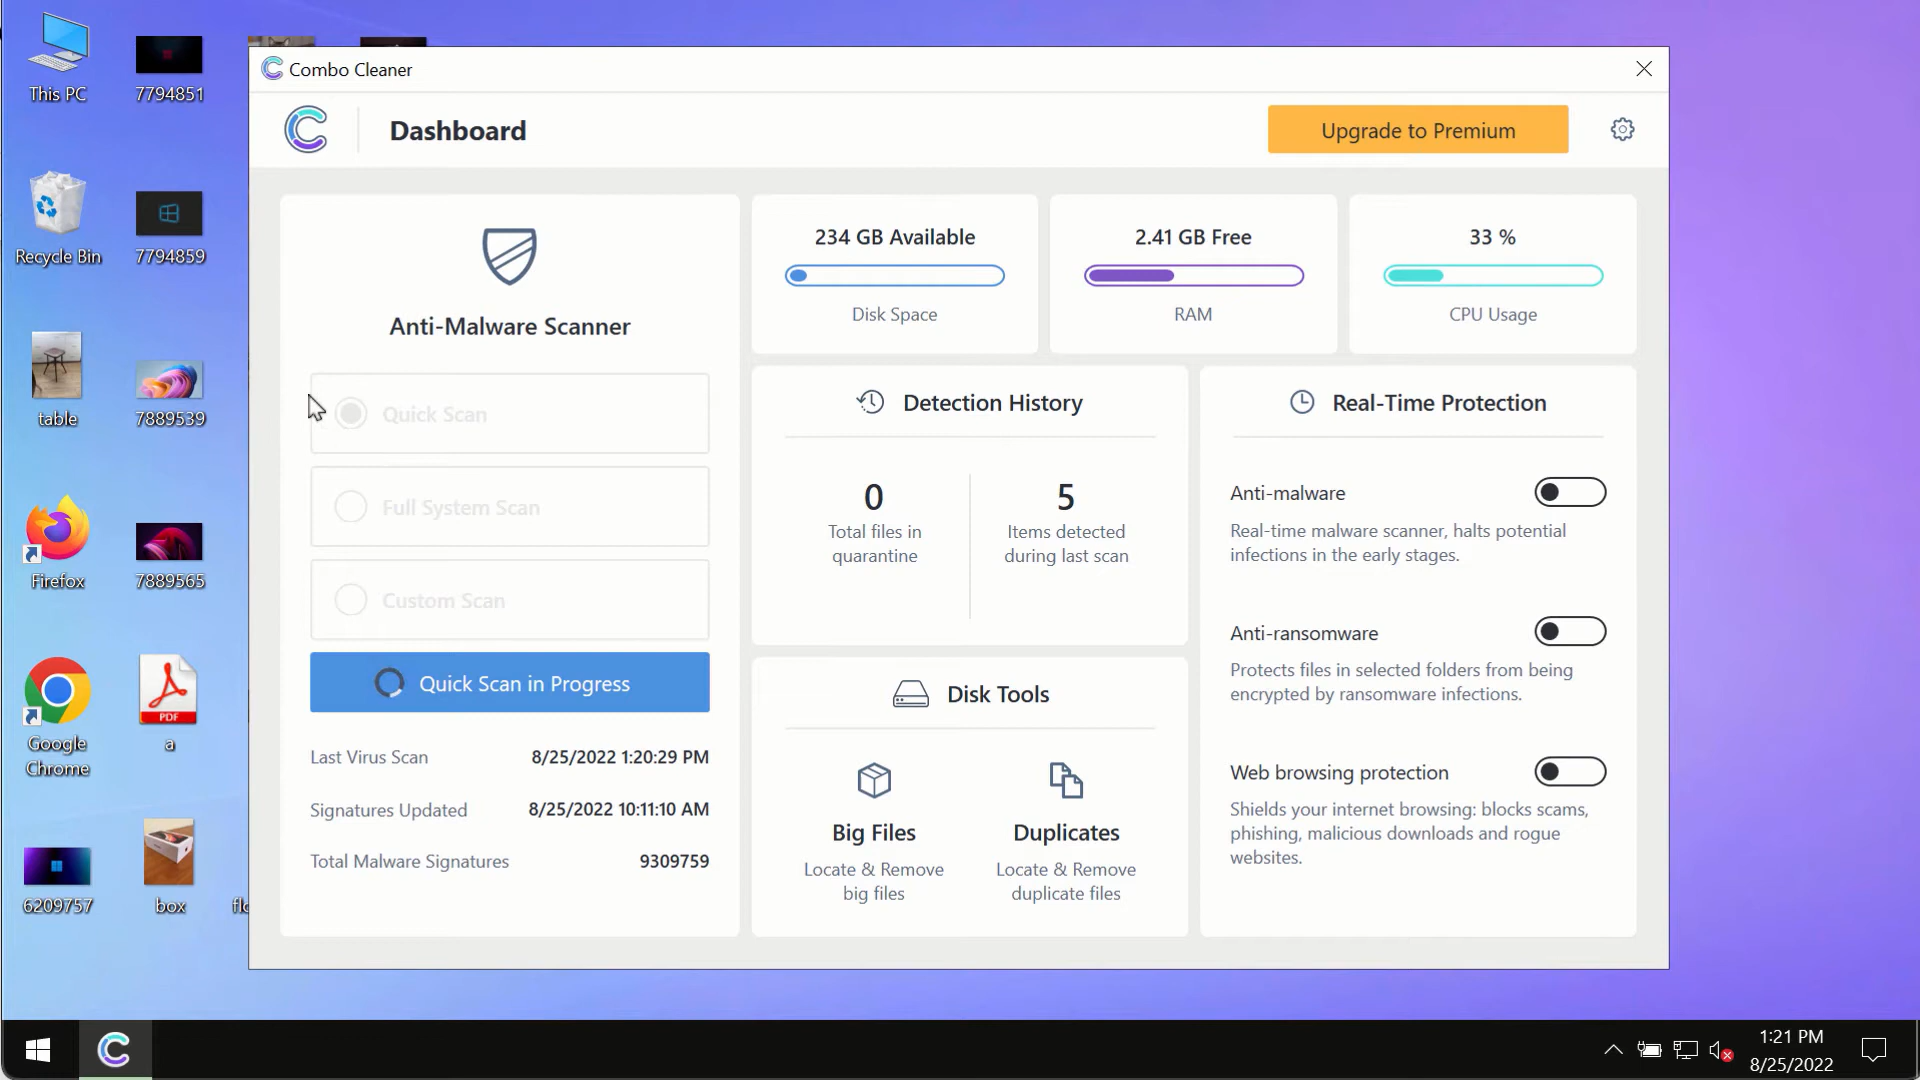 This PC
7794851
Recycle Bin
7794859
table
7889539
Firefox
7889565
Google
Chrome
PDF
a
6209757
box
Combo Cleaner
Dashboard
Upgrade to Premium
Anti-Malware Scanner
Quick Scan
Full System Scan
Custom Scan
Quick Scan in Progress
Last Virus Scan 8/25/2022 1:20:29 PM
Signatures Updated 8/25/2022 10:11:10 AM
Total Malware Signatures 9309759
234 GB Available
Disk Space
2.41 GB Free
RAM
33 %
CPU Usage
Detection History
0
Total files in
quarantine
5
Items detected
during last scan
Disk Tools
Big Files
Locate & Remove
big files
Duplicates
Locate & Remove
duplicate files
Real-Time Protection
Anti-malware
Real-time malware scanner, halts potential
infections in the early stages.
Anti-ransomware
Protects files in selected folders from being
encrypted by ransomware infections.
Web browsing protection
Shields your internet browsing: blocks scams,
phishing, malicious downloads and rogue
websites.
1:21 PM
8/25/2022